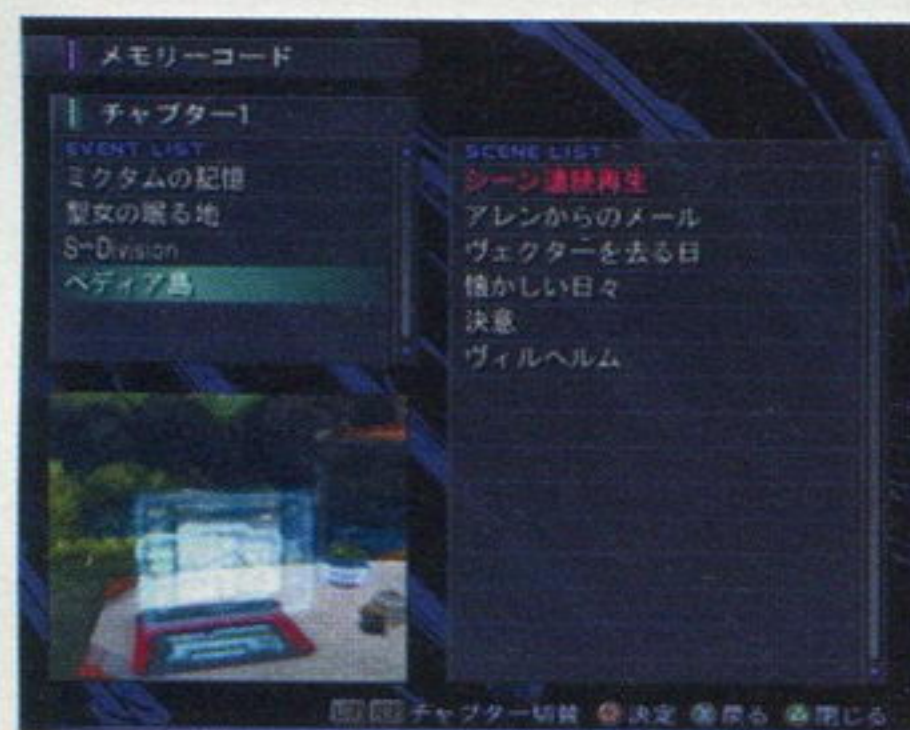 メモリーコード
チャプター1
EVENT LIST
ミクタムの記憶
聖女の眠る地
S-Division
ペディア島
SCENE LIST
シーン連続再生
アレンからのメール
ヴェクターを去る日
懐かしい日々
決意
ヴィルヘルム
チャプター切替 決定 戻る 閉じる